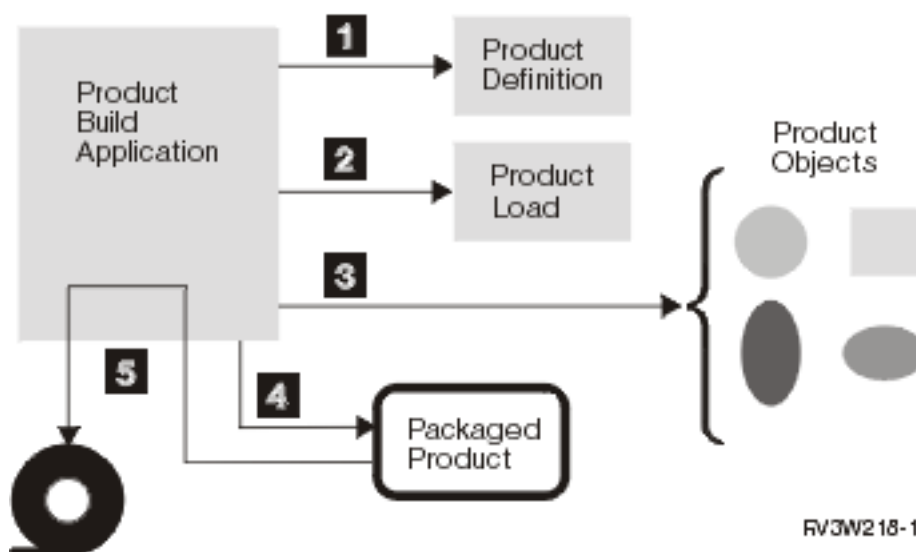 1
Product
Definition
Product
Build
Application
2
Product
Load
Product
Objects
3
5
4
Packaged
Product
RV3W218-1